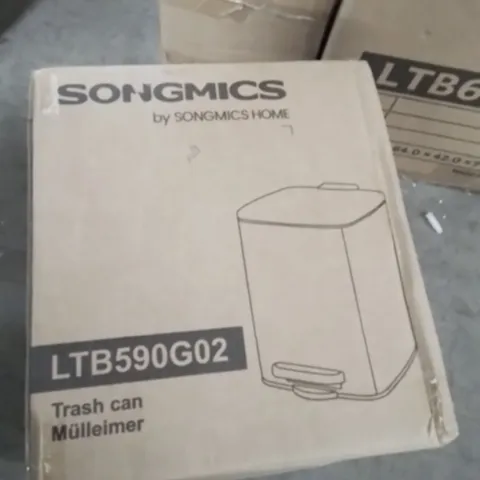 SONGMICS
by SONGMICS HOME
LTB590G02
Trash can
Mülleimer
LTB6